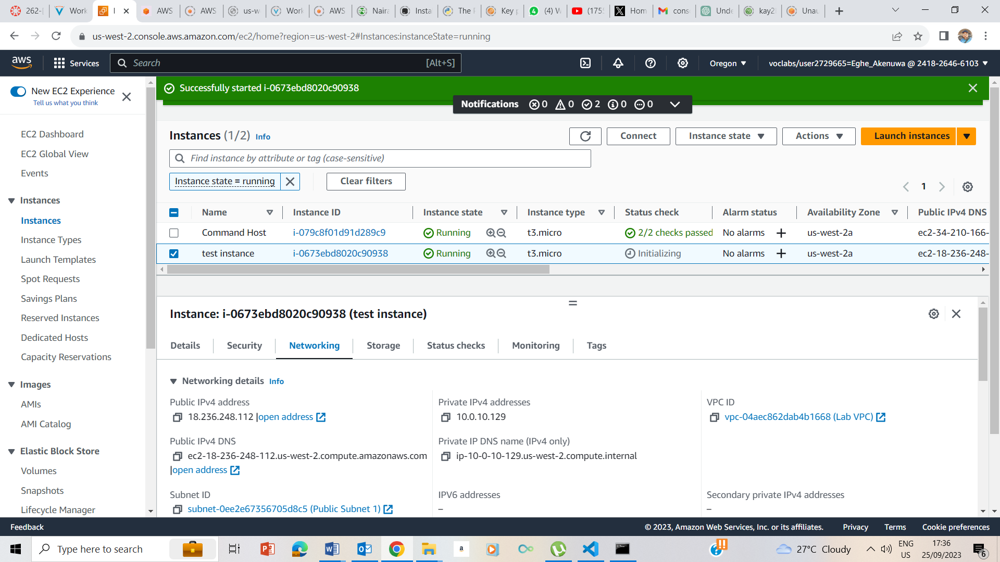 262-[
Work
I
AWS
AWS
us-w
Work
AWS
Naira
Insta
The P
Key p
(4) W
(175
Hom
cons
Unde
kay2
Unau
us-west-2.console.aws.amazon.com/ec2/home?region=us-west-2#Instances:instanceState=running
aws
Services
Search
[Alt+S]
Oregon
voclabs/user2729665=Eghe_Akenuwa @ 2418-2646-6103
New EC2 Experience
Tell us what you think
EC2 Dashboard
EC2 Global View
Events
Instances
Instances
Instance Types
Launch Templates
Spot Requests
Savings Plans
Reserved Instances
Dedicated Hosts
Capacity Reservations
Images
AMIs
AMI Catalog
Elastic Block Store
Volumes
Snapshots
Lifecycle Manager
Successfully started i-0673ebd8020c90938
Notifications 0 0 2 0 0
Instances (1/2) Info
Connect
Instance state
Actions
Launch instances
Find instance by attribute or tag (case-sensitive)
Instance state = running
Clear filters
1
Name Instance ID Instance state Instance type Status check Alarm status Availability Zone Public IPv4 DNS
Command Host i-079c8f01d91d289c9 Running t3.micro 2/2 checks passed No alarms us-west-2a ec2-34-210-166-
test instance i-0673ebd8020c90938 Running t3.micro Initializing No alarms us-west-2a ec2-18-236-248-
Instance: i-0673ebd8020c90938 (test instance)
Details Security Networking Storage Status checks Monitoring Tags
Networking details Info
Public IPv4 address
18.236.248.112 |open address
Private IPv4 addresses
10.0.10.129
VPC ID
vpc-04aec862dab4b1668 (Lab VPC)
Public IPv4 DNS
ec2-18-236-248-112.us-west-2.compute.amazonaws.com
|open address
Private IP DNS name (IPv4 only)
ip-10-0-10-129.us-west-2.compute.internal
Subnet ID
subnet-0ee2e67356705d8c5 (Public Subnet 1)
IPV6 addresses
–
Secondary private IPv4 addresses
–
Feedback
© 2023, Amazon Web Services, Inc. or its affiliates.
Privacy
Terms
Cookie preferences
Type here to search
a
27°C Cloudy
ENG
US
17:36
25/09/2023
6